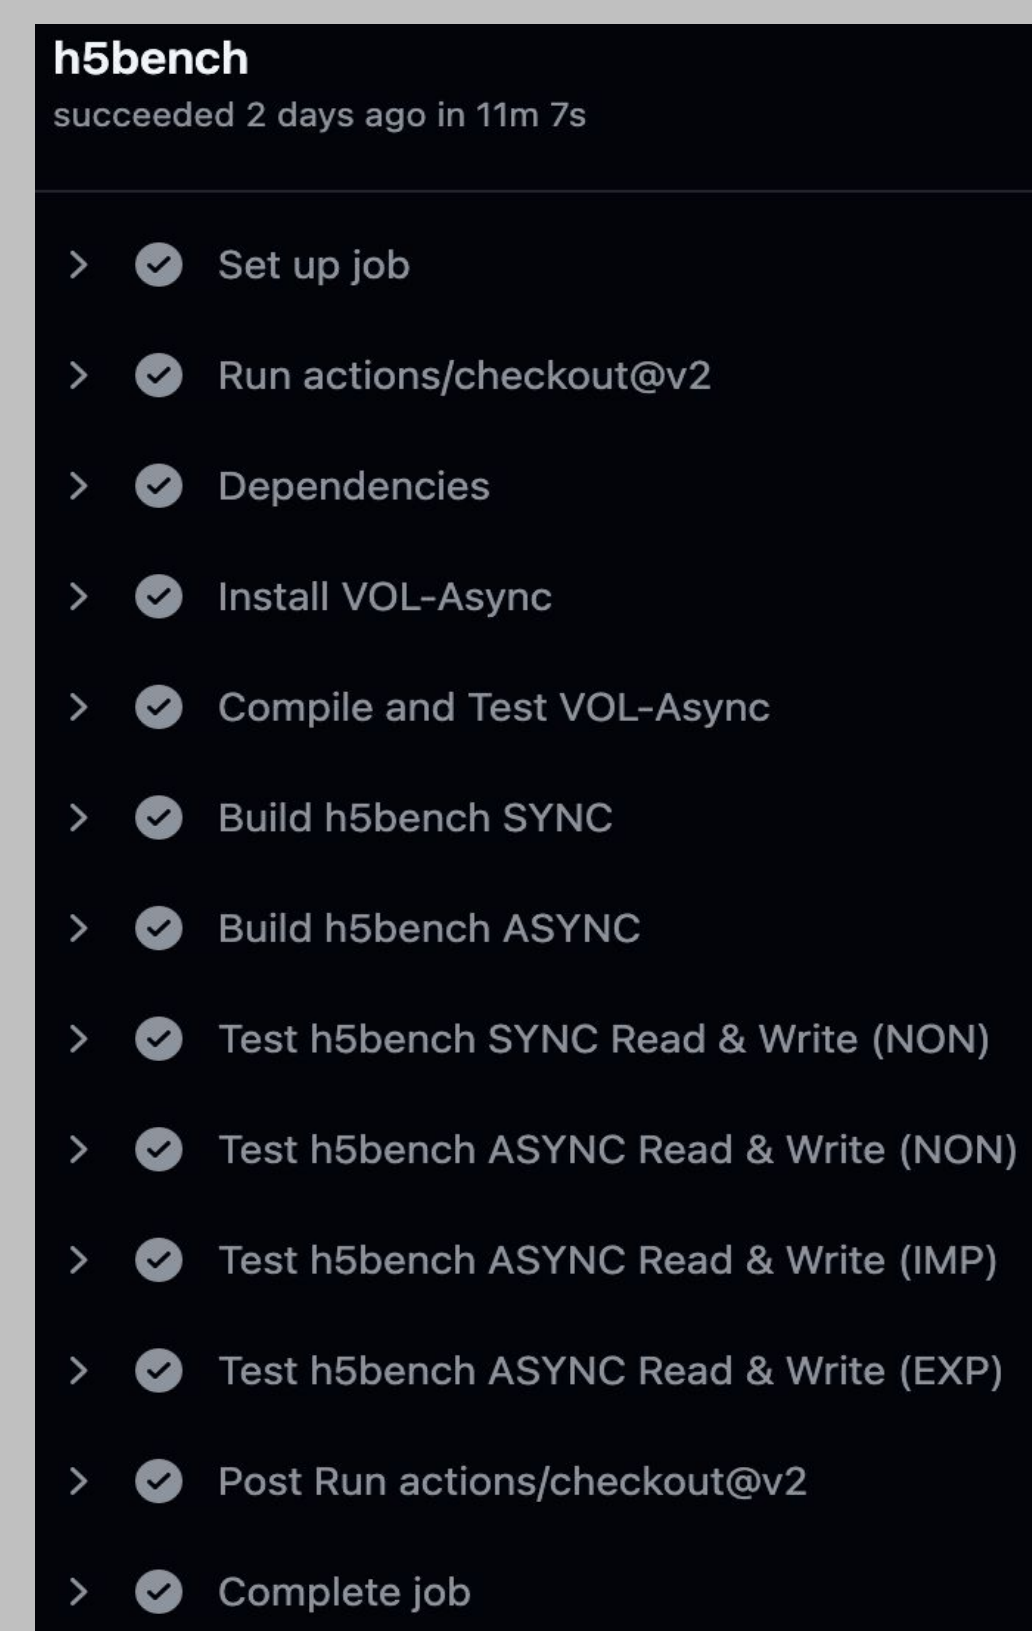 h5bench
succeeded 2 days ago in 11m 7s
Set up job
Run actions/checkout@v2
Dependencies
Install VOL-Async
Compile and Test VOL-Async
Build h5bench SYNC
Build h5bench ASYNC
Test h5bench SYNC Read & Write (NON)
Test h5bench ASYNC Read & Write (NON)
Test h5bench ASYNC Read & Write (IMP)
Test h5bench ASYNC Read & Write (EXP)
Post Run actions/checkout@v2
Complete job